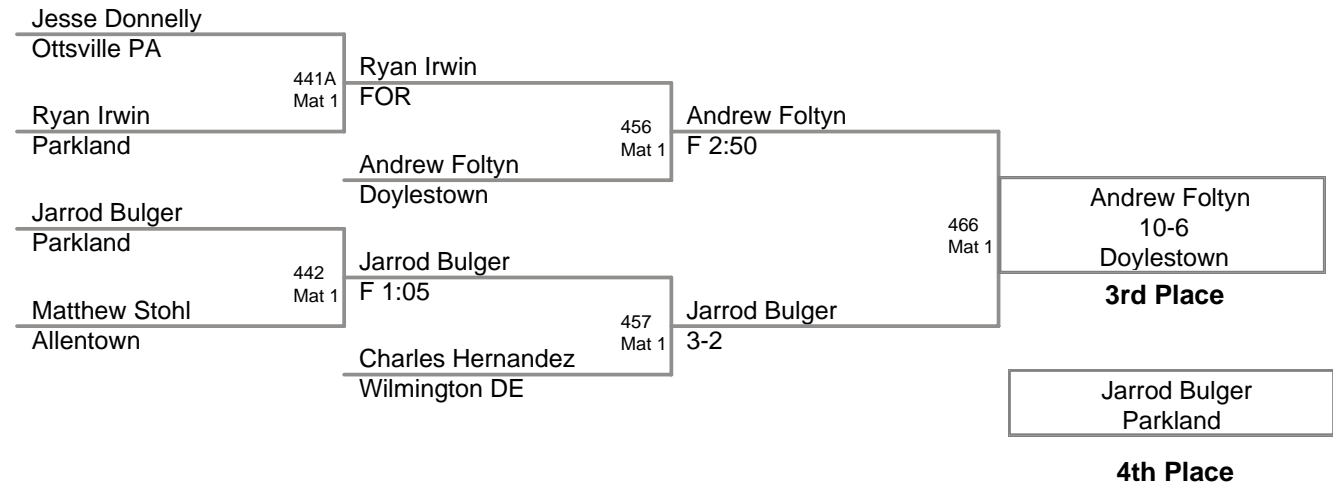 Jesse Donnelly
Ottsville PA
441A
Mat 1
Ryan Irwin
FOR
Ryan Irwin
Parkland
456
Mat 1
Andrew Foltyn
F 2:50
Andrew Foltyn
Doylestown
Jarrod Bulger
Parkland
442
Mat 1
Jarrod Bulger
F 1:05
Matthew Stohl
Allentown
457
Mat 1
Jarrod Bulger
3-2
Charles Hernandez
Wilmington DE
466
Mat 1
Andrew Foltyn
10-6
Doylestown
3rd Place
Jarrod Bulger
Parkland
4th Place